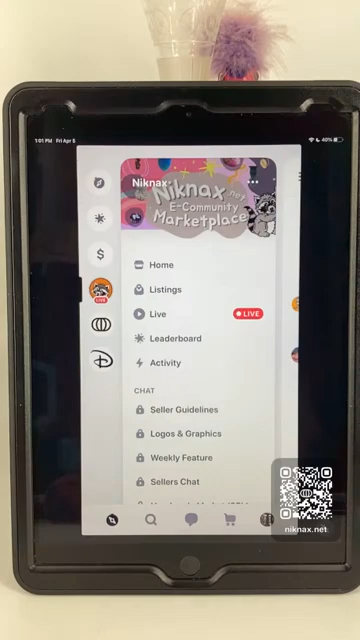 1:01 PM Fri Apr 5
40%
Niknax
Niknax.net
E-Community
Marketplace
Home
Listings
$
Live
LIVE
LIVE
Leaderboard
Activity
CHAT
Seller Guidelines
Logos & Graphics
Weekly Feature
Sellers Chat
niknax.net